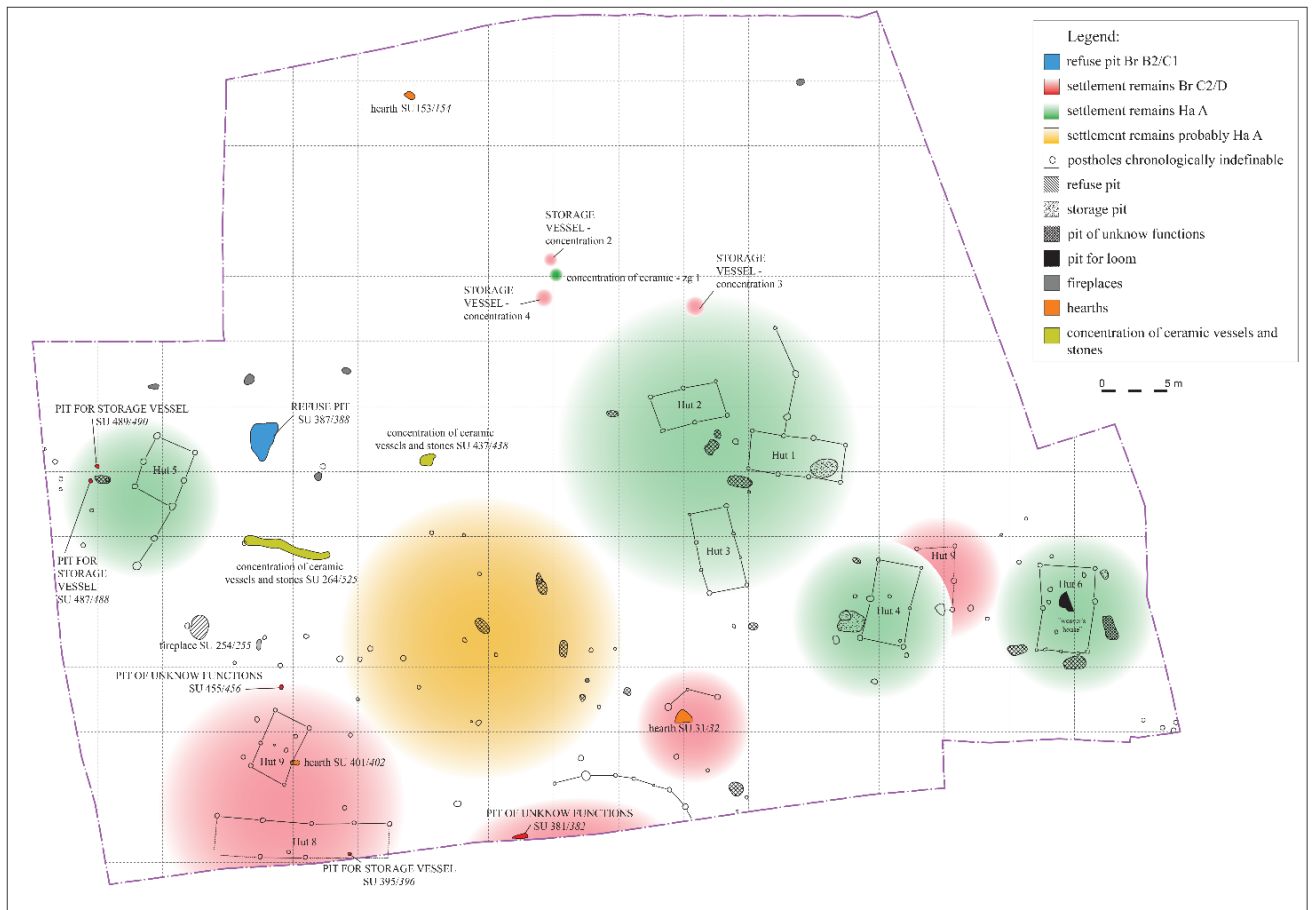 Legend:
refuse pit Br B2/C1
settlement remains Br C2/D
settlement remains Ha A
settlement remains probably Ha A
postholes chronologically indefinable
refuse pit
storage pit
pit of unknow functions
pit for loom
fireplaces
hearths
concentration of ceramic vessels and
stones
0 5 m
hearth SU 153/154
STORAGE
VESSEL -
concentration 2
concentration of ceramic - zg 1
STORAGE
VESSEL -
concentration 4
STORAGE
VESSEL -
concentration 3
PIT FOR STORAGE VESSEL
SU 489/490
REFUSE PIT
SU 387/388
concentration of ceramic
vessels and stones SU 437/438
Hut 2
Hut 1
Hut 5
Hut 3
PIT FOR
STORAGE
VESSEL
SU 487/488
concentration of ceramic
vessels and stones SU 264/525
Hut 9
Hut 4
Hut 6
"weaver's
house"
fireplace SU 254/255
PIT OF UNKNOW FUNCTIONS
SU 455/456
hearth SU 31/32
Hut 9
hearth SU 401/402
PIT OF UNKNOW FUNCTIONS
SU 381/382
Hut 8
PIT FOR STORAGE VESSEL
SU 395/396